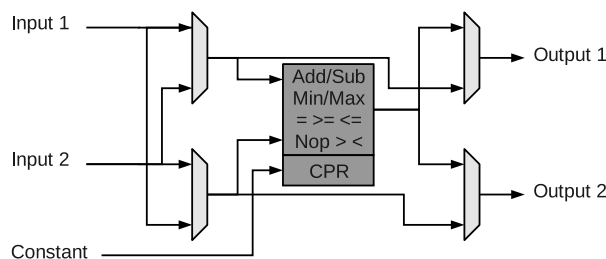 Input 1
Input 2
Constant
Add/Sub
Min/Max
= >= <=
Nop > <
CPR
Output 1
Output 2